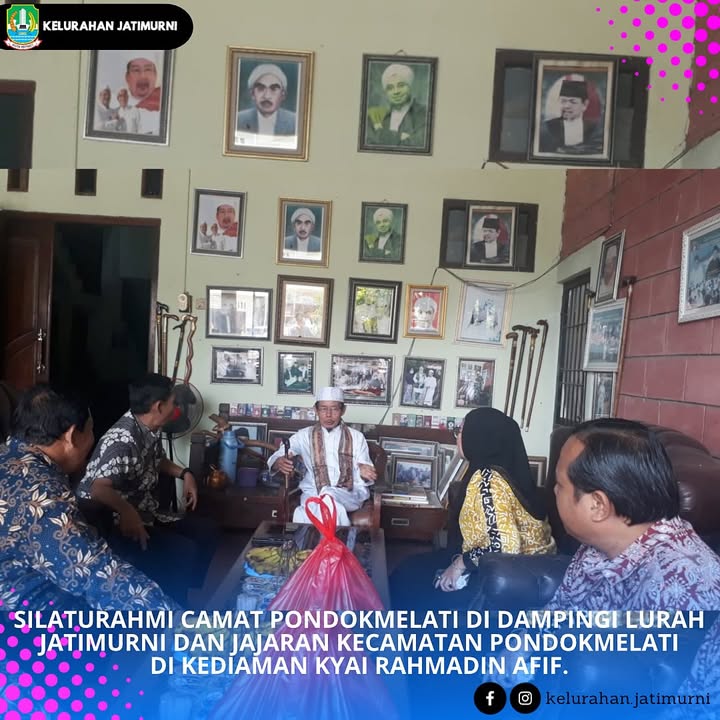 KELURAHAN JATIMURNI
SILATURAHMI CAMAT PONDOKMELATI DI DAMPINGI LURAH
JATIMURNI DAN JAJARAN KECAMATAN PONDOKMELATI
DI KEDIAMAN KYAI RAHMADIN AFIF.
kelurahan.jatimurni